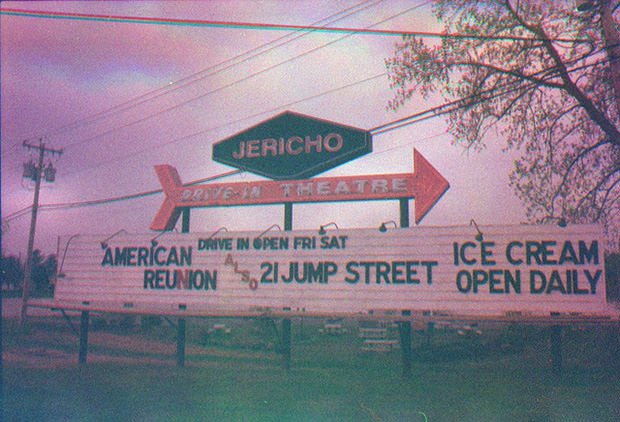 JERICHO
DRIVE-IN THEATRE
DRIVE IN OPEN FRI SAT
AMERICAN
REUNION
ALSO
21 JUMP STREET
ICE CREAM
OPEN DAILY